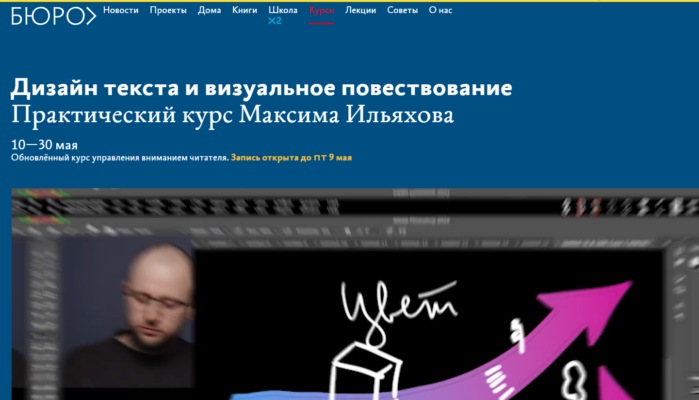 БЮРО
Новости Проекты Дома Книги Школа Курсы Лекции Советы О нас
X2
Дизайн текста и визуальное повествование
Практический курс Максима Ильяхова
10—30 мая
Обновлённый курс управления вниманием читателя. Запись открыта до ПТ 9 мая
Цвет